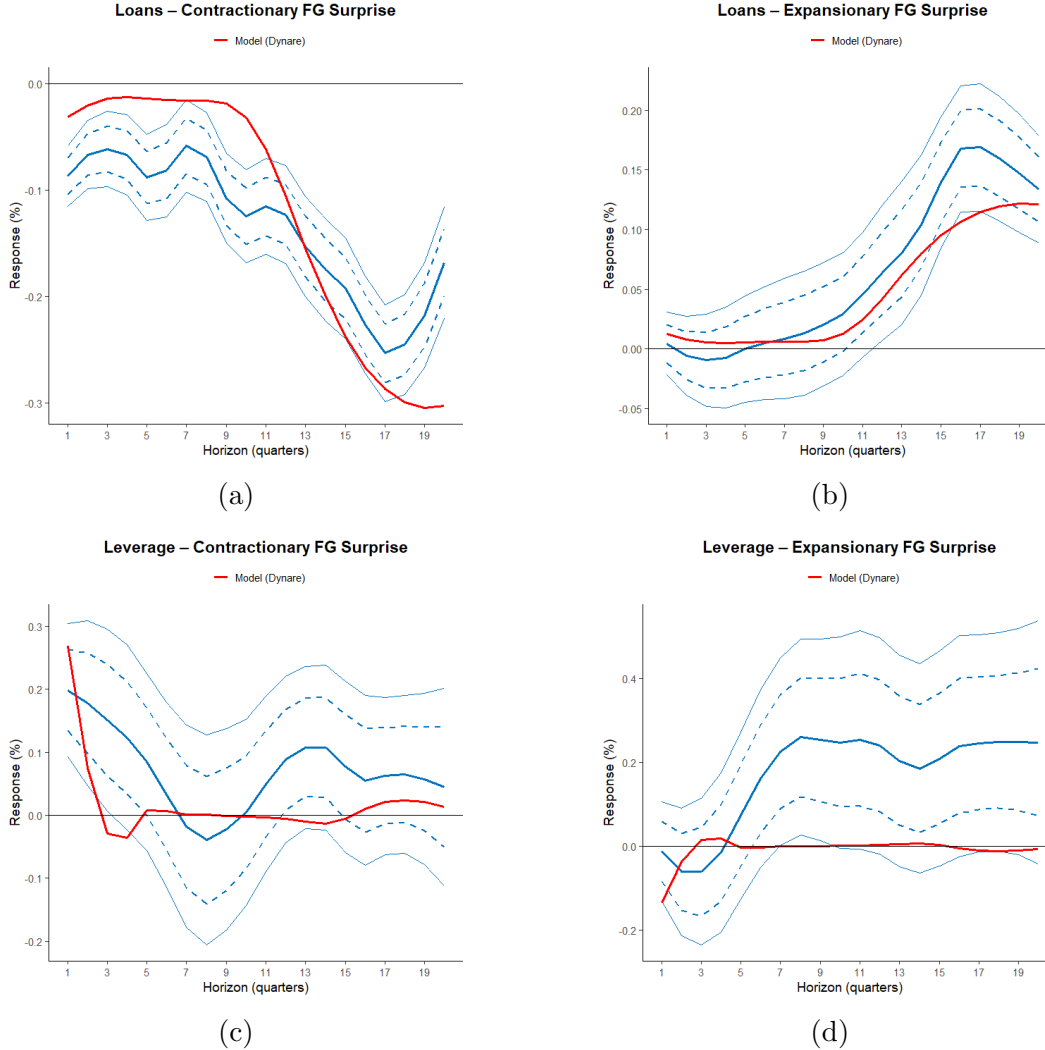 Loans – Contractionary FG Surprise
Model (Dynare)
Response (%)
0.0
-0.1
-0.2
-0.3
1 3 5 7 9 11 13 15 17 19
Horizon (quarters)
(a)
Loans – Expansionary FG Surprise
Model (Dynare)
Response (%)
0.20
0.15
0.10
0.05
0.00
-0.05
1 3 5 7 9 11 13 15 17 19
Horizon (quarters)
(b)
Leverage – Contractionary FG Surprise
Model (Dynare)
Response (%)
0.3
0.2
0.1
0.0
-0.1
-0.2
1 3 5 7 9 11 13 15 17 19
Horizon (quarters)
(c)
Leverage – Expansionary FG Surprise
Model (Dynare)
Response (%)
0.4
0.2
0.0
-0.2
1 3 5 7 9 11 13 15 17 19
Horizon (quarters)
(d)